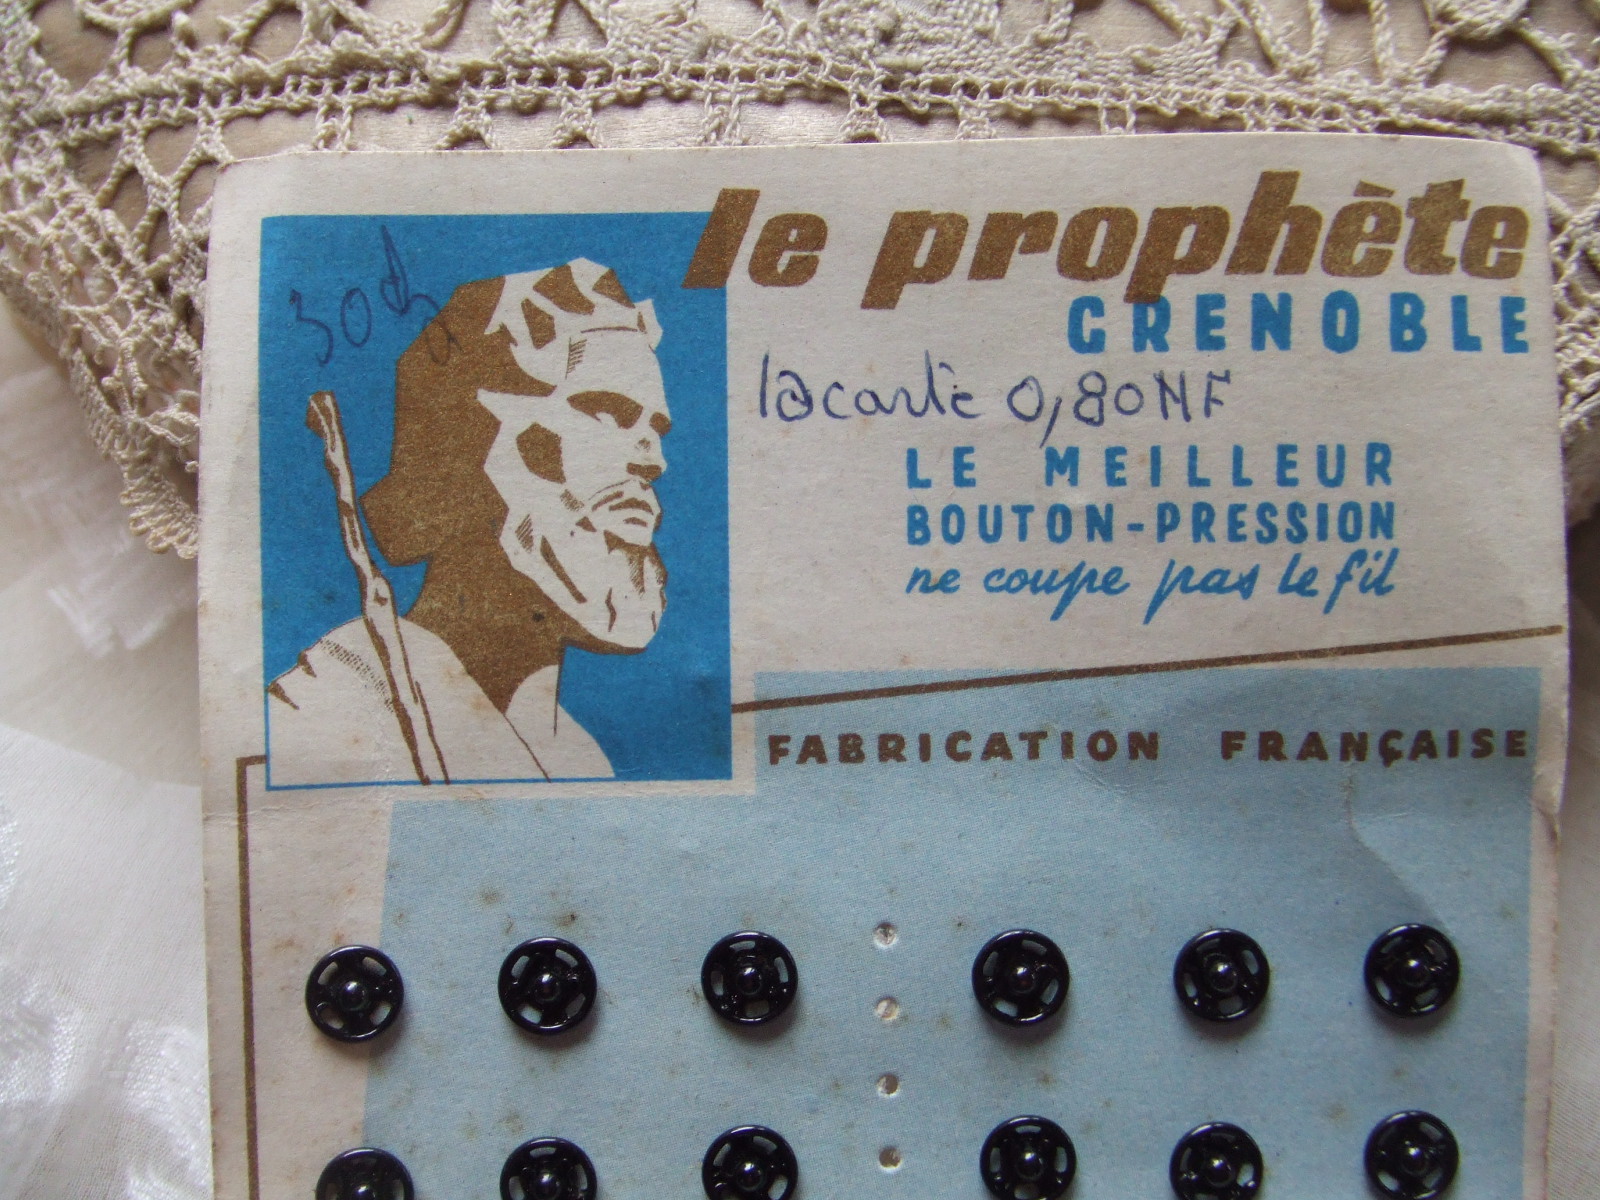 le prophète
GRENOBLE
la carte 0,80 NF
LE MEILLEUR
BOUTON-PRESSION
ne coupe pas le fil
FABRICATION FRANÇAISE